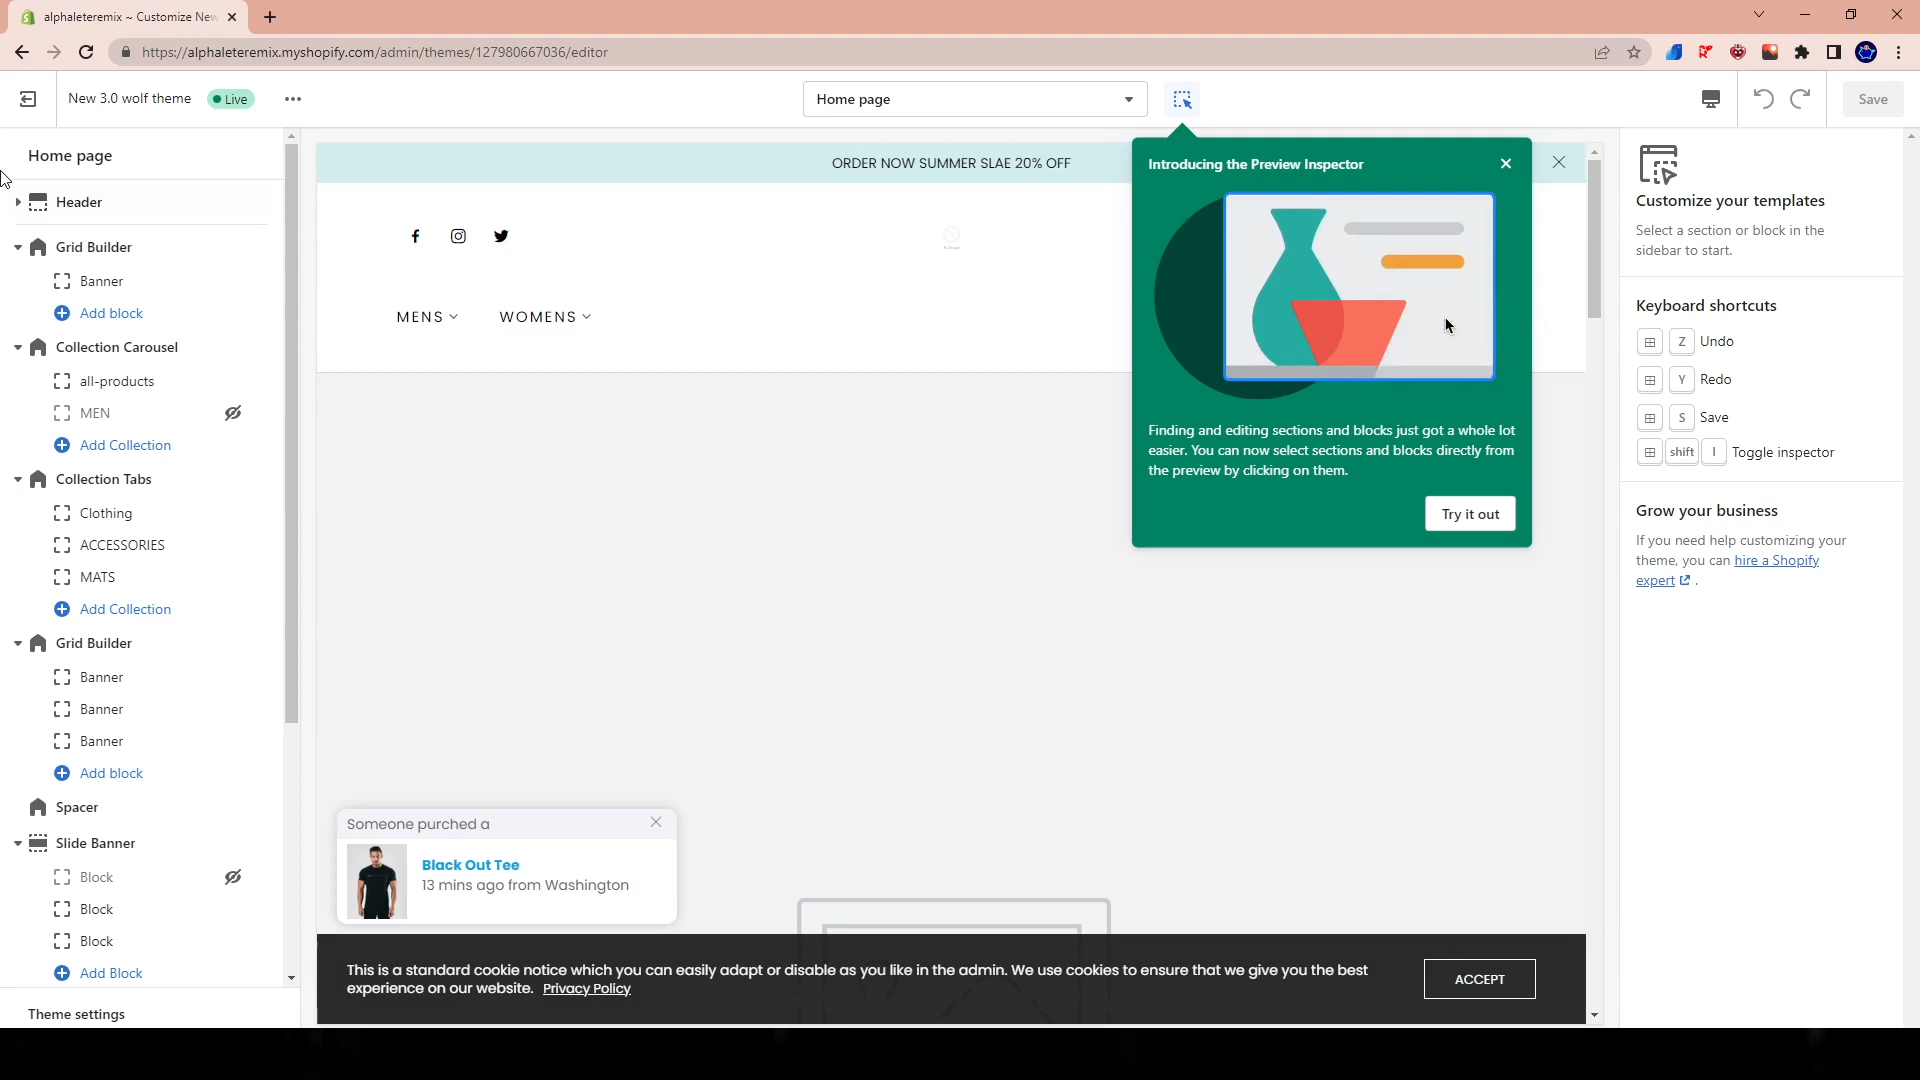 alphaleteremix ~ Customize New
https://alphaleteremix.myshopify.com/admin/themes/127980667036/editor
New 3.0 wolf theme
Live
Home page
Save
Home page
Header
Grid Builder
Banner
Add block
Collection Carousel
all-products
MEN
Add Collection
Collection Tabs
Clothing
ACCESSORIES
MATS
Add Collection
Grid Builder
Banner
Banner
Banner
Add block
Spacer
Slide Banner
Block
Block
Block
Add Block
Theme settings
ORDER NOW SUMMER SLAE 20% OFF
MENS
WOMENS
Introducing the Preview Inspector
Finding and editing sections and blocks just got a whole lot
easier. You can now select sections and blocks directly from
the preview by clicking on them.
Try it out
Someone purched a
Black Out Tee
13 mins ago from Washington
This is a standard cookie notice which you can easily adapt or disable as you like in the admin. We use cookies to ensure that we give you the best
experience on our website. Privacy Policy
ACCEPT
Customize your templates
Select a section or block in the
sidebar to start.
Keyboard shortcuts
Z Undo
Y Redo
S Save
shift I Toggle inspector
Grow your business
If you need help customizing your
theme, you can hire a Shopify
expert .